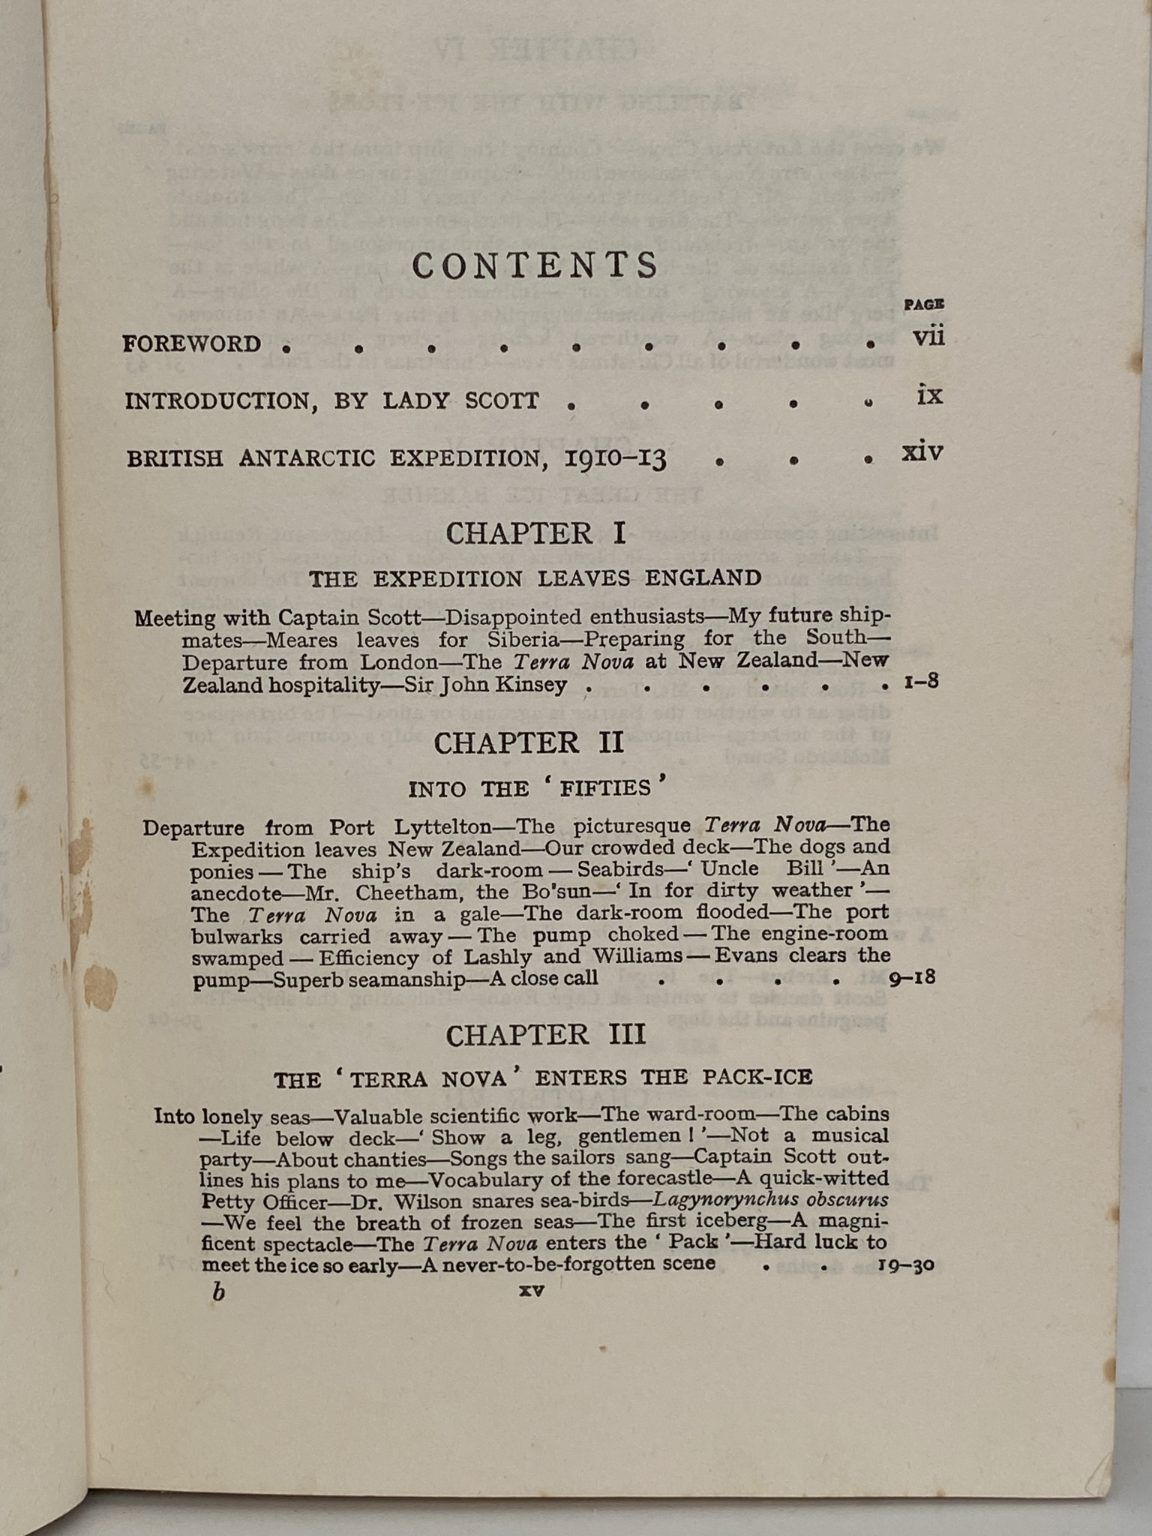 CONTENTS
PAGE
FOREWORD . . . . . . . . . vii
INTRODUCTION, BY LADY SCOTT . . . . . ix
BRITISH ANTARCTIC EXPEDITION, 1910–13 . . . xiv
CHAPTER I
THE EXPEDITION LEAVES ENGLAND
Meeting with Captain Scott—Disappointed enthusiasts—My future ship-
mates—Meares leaves for Siberia—Preparing for the South—
Departure from London—The Terra Nova at New Zealand—New
Zealand hospitality—Sir John Kinsey . . . . . . 1–8
CHAPTER II
INTO THE ‘ FIFTIES ’
Departure from Port Lyttelton—The picturesque Terra Nova—The
Expedition leaves New Zealand—Our crowded deck—The dogs and
ponies—The ship's dark-room—Seabirds—‘ Uncle Bill ’—An
anecdote—Mr. Cheetham, the Bo'sun—‘ In for dirty weather ’—
The Terra Nova in a gale—The dark-room flooded—The port
bulwarks carried away—The pump choked—The engine-room
swamped—Efficiency of Lashly and Williams—Evans clears the
pump—Superb seamanship—A close call . . . . 9–18
CHAPTER III
THE ‘ TERRA NOVA ’ ENTERS THE PACK-ICE
Into lonely seas—Valuable scientific work—The ward-room—The cabins
—Life below deck—‘ Show a leg, gentlemen ! ’—Not a musical
party—About chanties—Songs the sailors sang—Captain Scott out-
lines his plans to me—Vocabulary of the forecastle—A quick-witted
Petty Officer—Dr. Wilson snares sea-birds—Lagynorynchus obscurus
—We feel the breath of frozen seas—The first iceberg—A magni-
ficent spectacle—The Terra Nova enters the ‘ Pack ’—Hard luck to
meet the ice so early—A never-to-be-forgotten scene . . 19–30
b xv